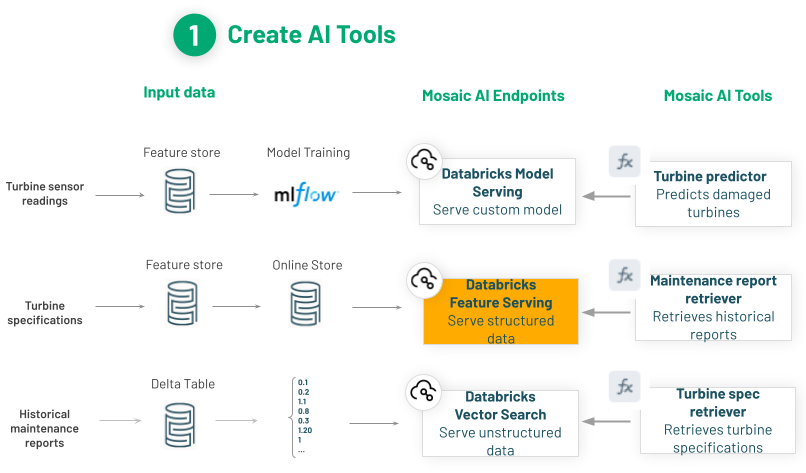 1 Create AI Tools
Input data
Mosaic AI Endpoints
Mosaic AI Tools
Turbine sensor
readings
Feature store
Model Training
mlflow™
Databricks Model
Serving
Serve custom model
fx
Turbine predictor
Predicts damaged
turbines
Turbine
specifications
Feature store
Online Store
Databricks
Feature Serving
Serve structured
data
fx
Maintenance report
retriever
Retrieves historical
reports
Historical
maintenance
reports
Delta Table
0.1
0.2
1.1
0.8
0.3
1.20
1
...
Databricks
Vector Search
Serve unstructured
data
fx
Turbine spec
retriever
Retrieves turbine
specifications